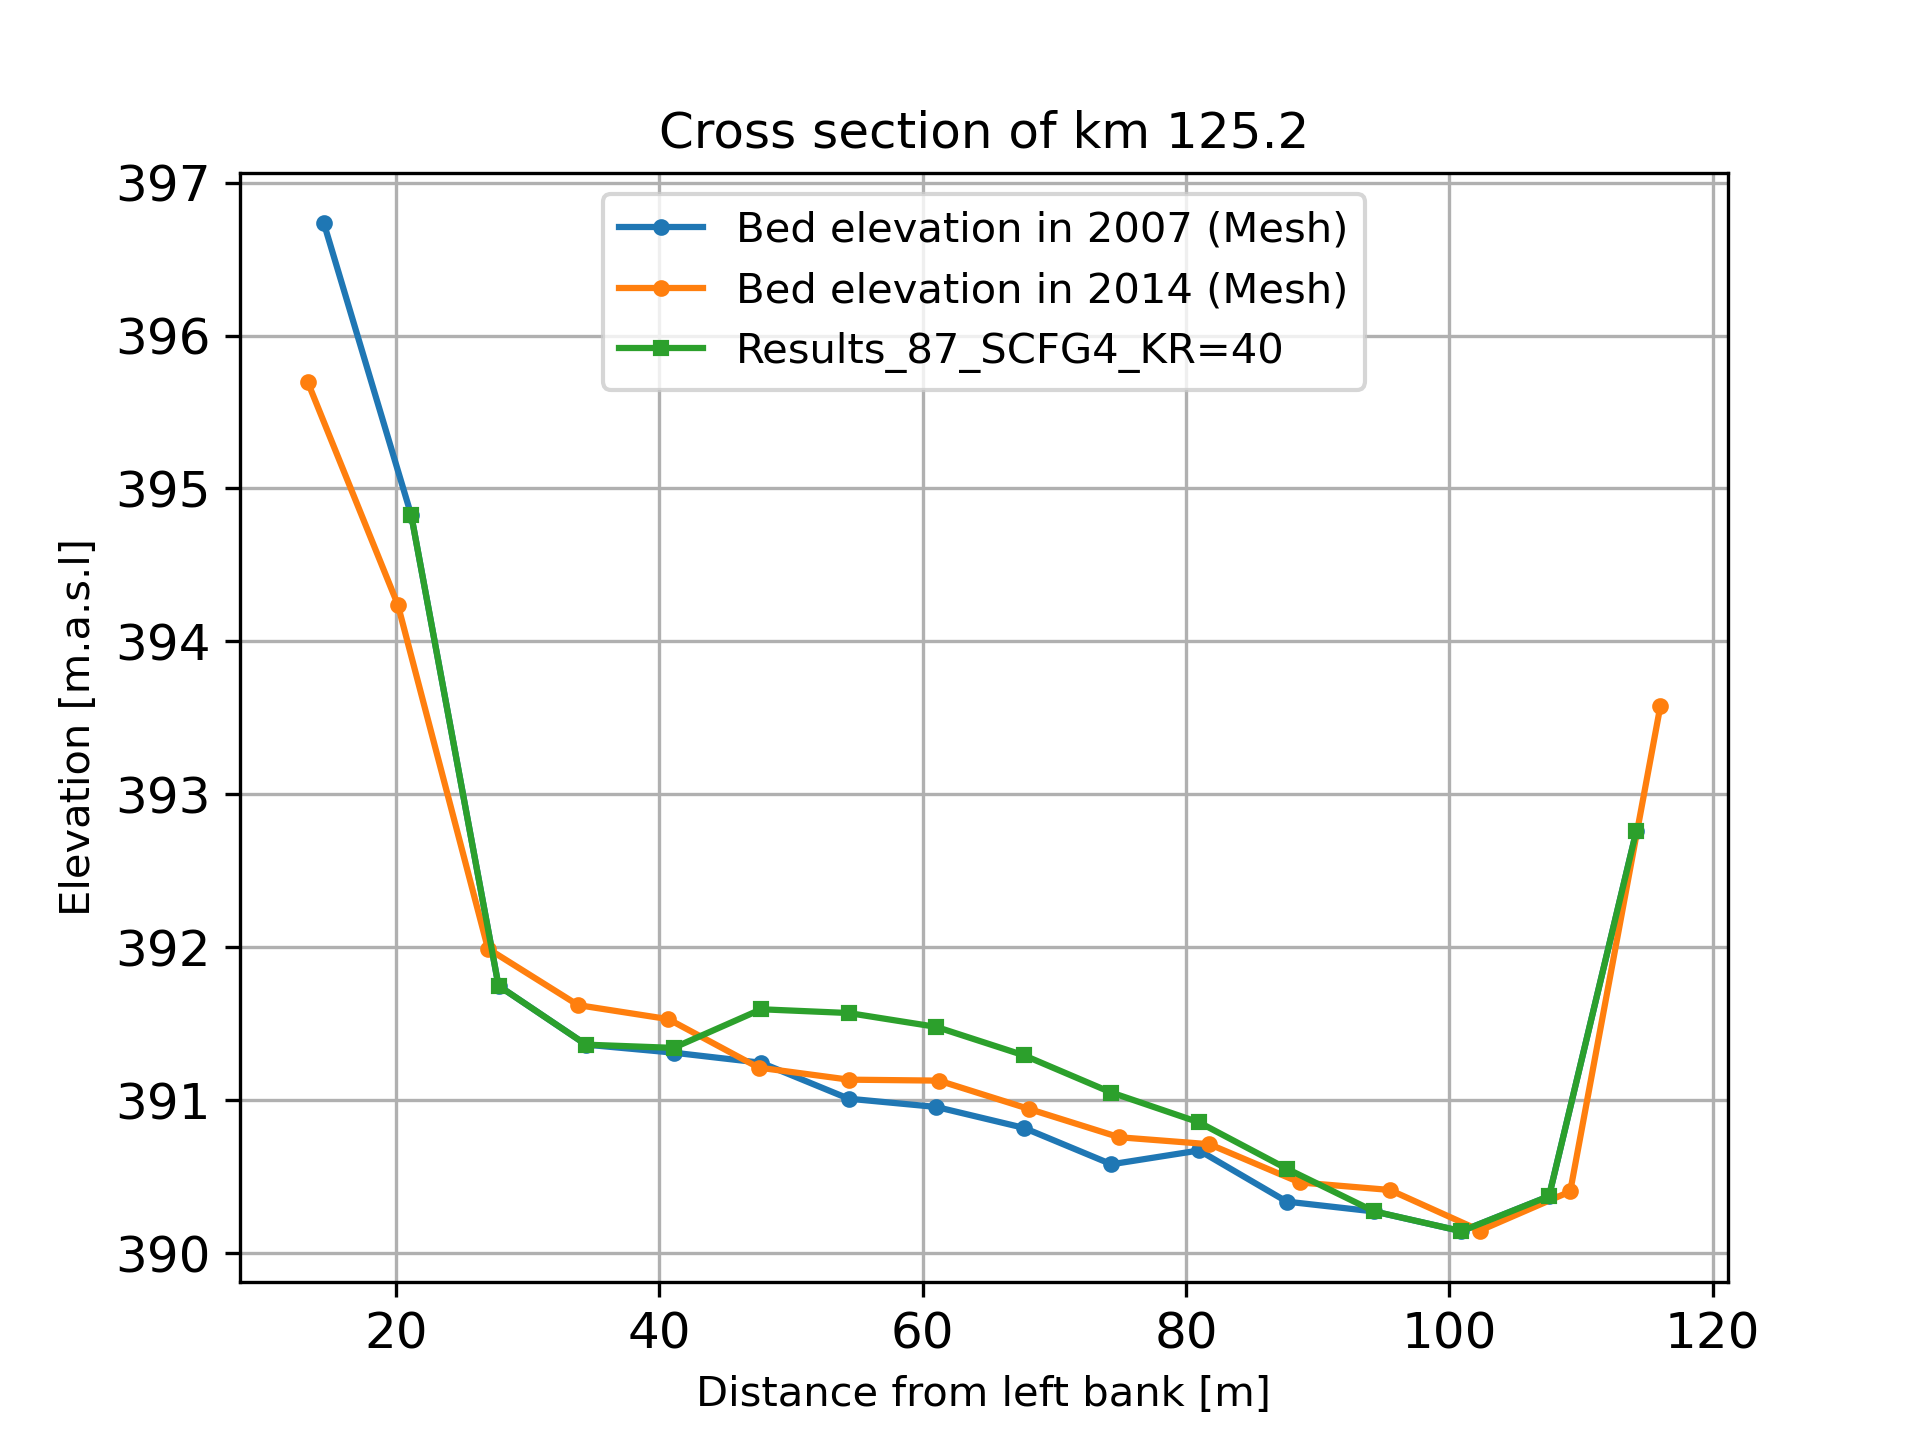 Cross section of km 125.2
Bed elevation in 2007 (Mesh)
Bed elevation in 2014 (Mesh)
Results_87_SCFG4_KR=40
Elevation [m.a.s.l]
397
396
395
394
393
392
391
390
20 40 60 80 100 120
Distance from left bank [m]